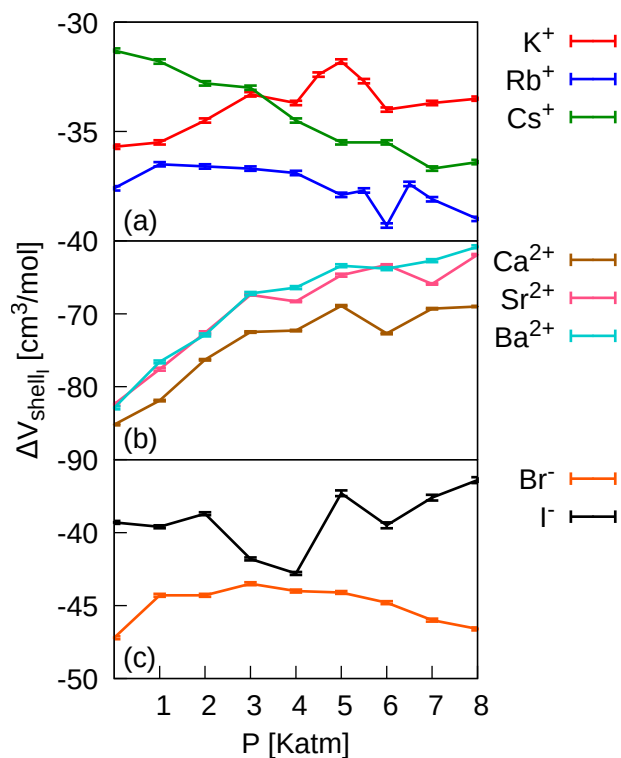 ΔV_shell_I [cm³/mol]
-30
-35
(a)
K⁺
Rb⁺
Cs⁺
-40
-70
-80
(b)
Ca²⁺
Sr²⁺
Ba²⁺
-90
-40
-45
(c)
-50
Br⁻
I⁻
1 2 3 4 5 6 7 8
P [Katm]